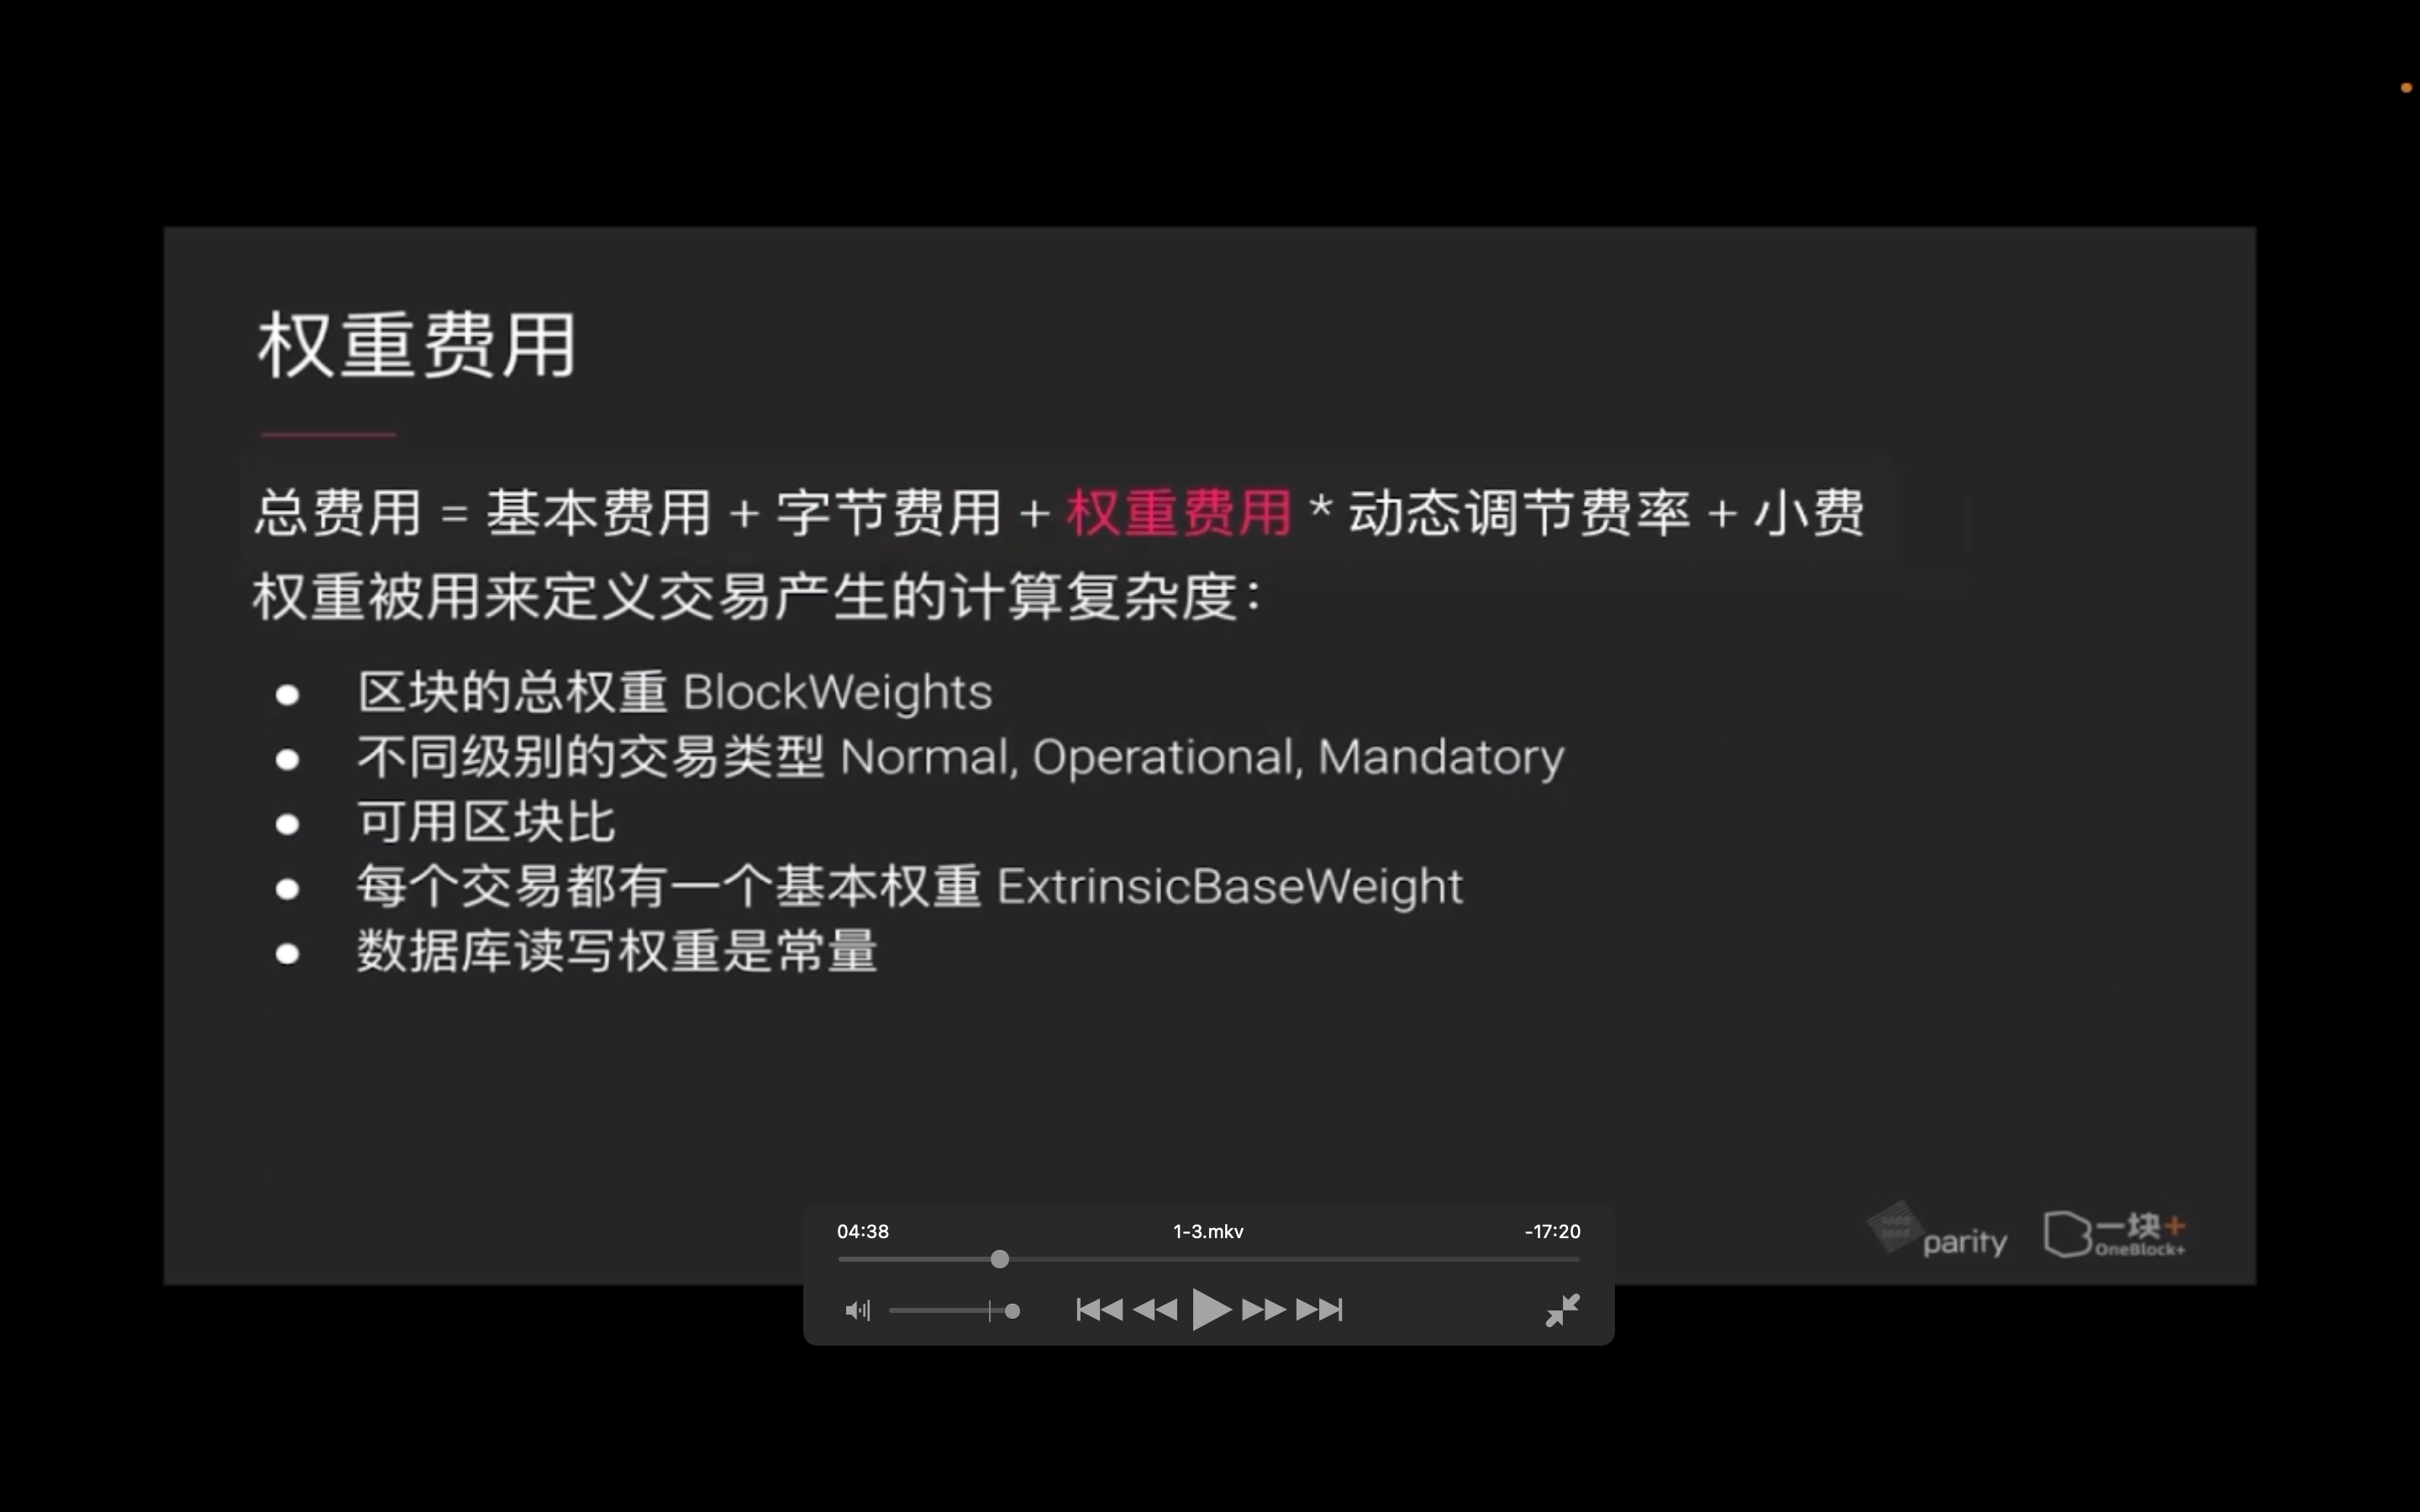 权重费用
总费用 = 基本费用 + 字节费用 + 权重费用 * 动态调节费率 + 小费
权重被用来定义交易产生的计算复杂度：
区块的总权重 BlockWeights
不同级别的交易类型 Normal, Operational, Mandatory
可用区块比
每个交易都有一个基本权重 ExtrinsicBaseWeight
数据库读写权重是常量
parity
一块+
OneBlock+
04:38
1-3.mkv
-17:20